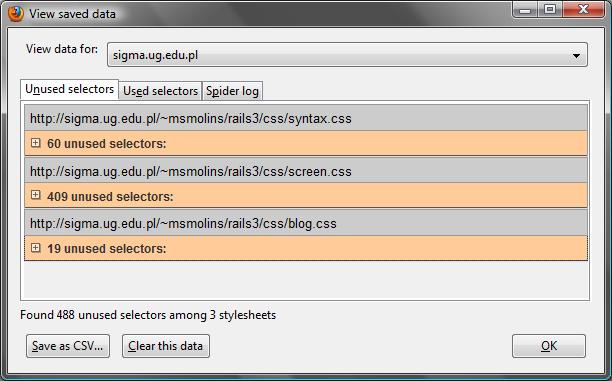 View saved data
View data for: sigma.ug.edu.pl
Unused selectors Used selectors Spider log
http://sigma.ug.edu.pl/~msmolins/rails3/css/syntax.css
60 unused selectors:
http://sigma.ug.edu.pl/~msmolins/rails3/css/screen.css
409 unused selectors:
http://sigma.ug.edu.pl/~msmolins/rails3/css/blog.css
19 unused selectors:
Found 488 unused selectors among 3 stylesheets
Save as CSV... Clear this data OK